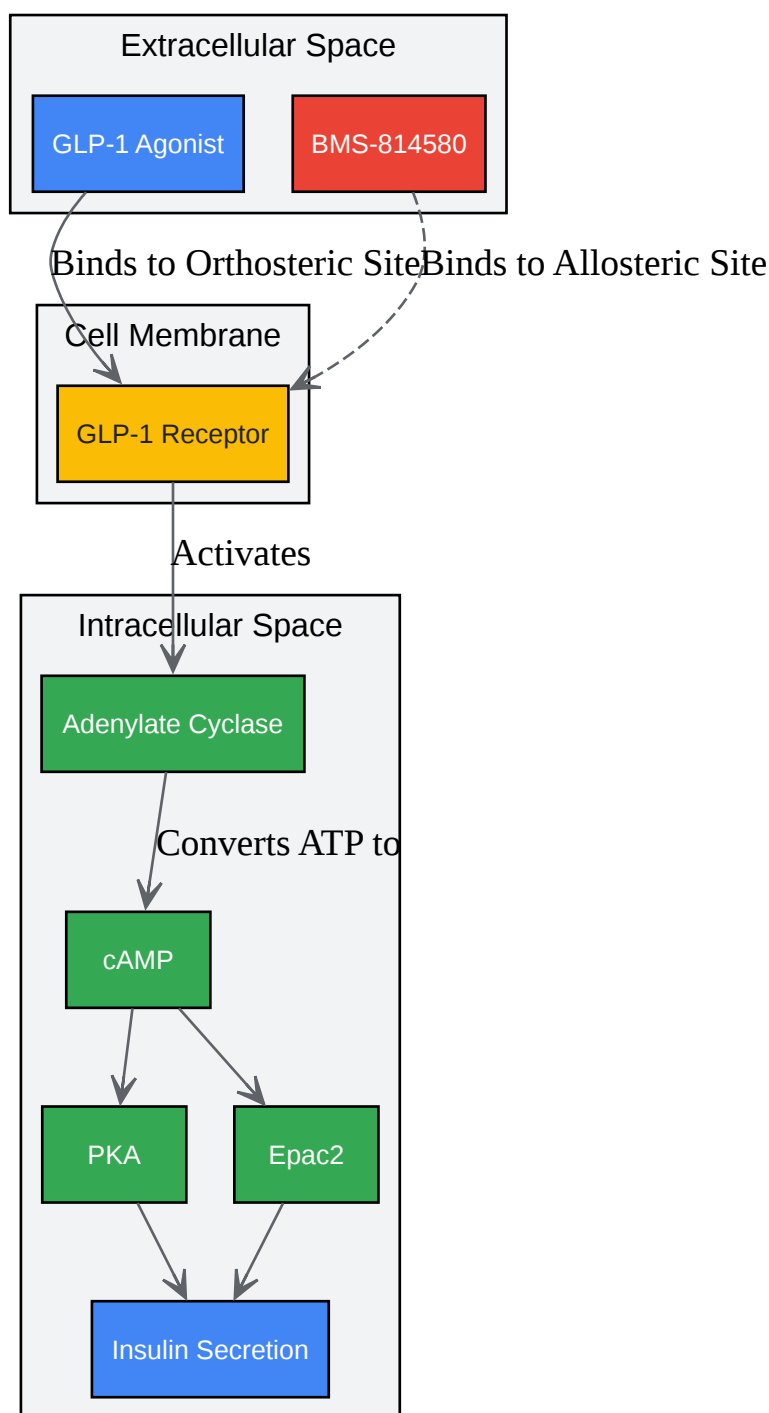 Extracellular Space
GLP-1 Agonist
BMS-814580
Binds to Orthosteric Site
Binds to Allosteric Site
Cell Membrane
GLP-1 Receptor
Activates
Intracellular Space
Adenylate Cyclase
Converts ATP to
cAMP
PKA
Epac2
Insulin Secretion